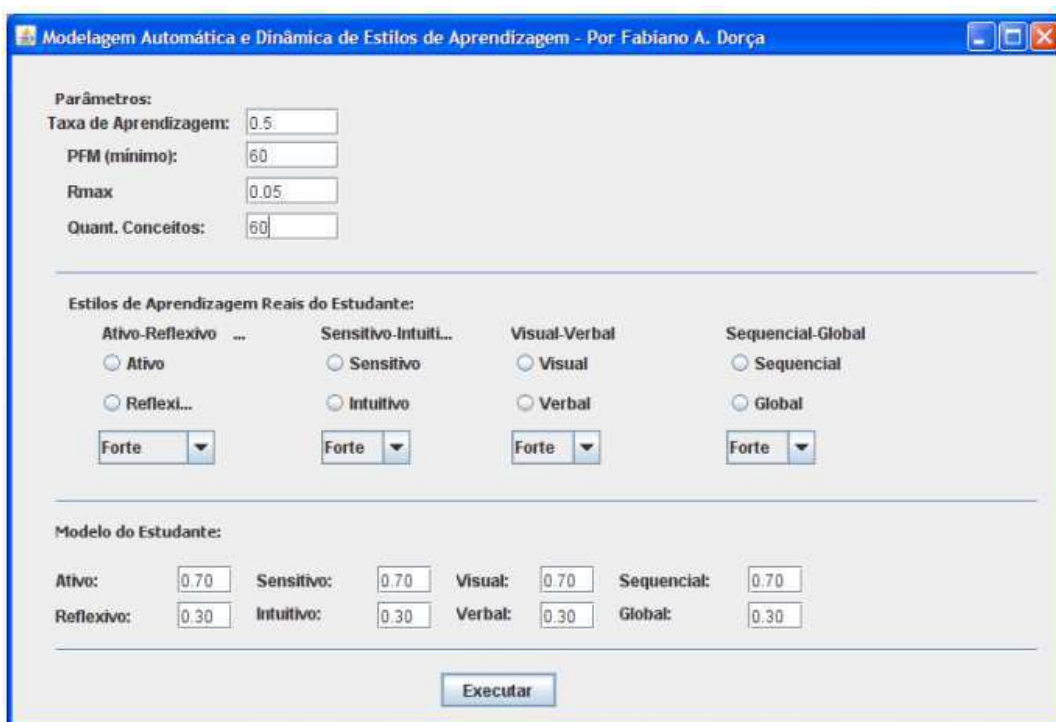 Modelagem Automática e Dinâmica de Estilos de Aprendizagem - Por Fabiano A. Dorça
Parâmetros:
Taxa de Aprendizagem: 0.5
PFM (mínimo): 60
Rmax 0.05
Quant. Conceitos: 60
Estilos de Aprendizagem Reais do Estudante:
Ativo-Reflexivo ... Sensitivo-Intuiti... Visual-Verbal Sequencial-Global
Ativo Sensitivo Visual Sequencial
Reflexi... Intuitivo Verbal Global
Forte Forte Forte Forte
Modelo do Estudante:
Ativo: 0.70 Sensitivo: 0.70 Visual: 0.70 Sequencial: 0.70
Reflexivo: 0.30 Intuitivo: 0.30 Verbal: 0.30 Global: 0.30
Executar